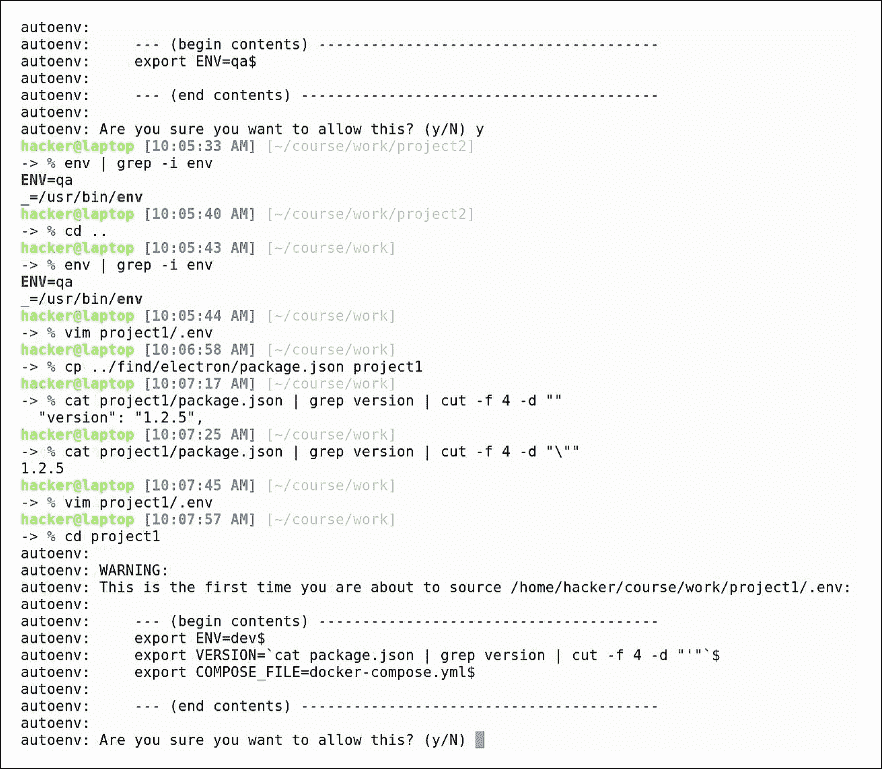 autoenv:
autoenv:     --- (begin contents) ---------------------------------------
autoenv:     export ENV=qa$
autoenv:
autoenv:     --- (end contents) -----------------------------------------
autoenv:
autoenv: Are you sure you want to allow this? (y/N) y
hacker@laptop [10:05:33 AM] [~/course/work/project2]
-> % env | grep -i env
ENV=qa
_=/usr/bin/env
hacker@laptop [10:05:40 AM] [~/course/work/project2]
-> % cd ..
hacker@laptop [10:05:43 AM] [~/course/work]
-> % env | grep -i env
ENV=qa
_=/usr/bin/env
hacker@laptop [10:05:44 AM] [~/course/work]
-> % vim project1/.env
hacker@laptop [10:06:58 AM] [~/course/work]
-> % cp ../find/electron/package.json project1
hacker@laptop [10:07:17 AM] [~/course/work]
-> % cat project1/package.json | grep version | cut -f 4 -d ""
  "version": "1.2.5",
hacker@laptop [10:07:25 AM] [~/course/work]
-> % cat project1/package.json | grep version | cut -f 4 -d "\""
1.2.5
hacker@laptop [10:07:45 AM] [~/course/work]
-> % vim project1/.env
hacker@laptop [10:07:57 AM] [~/course/work]
-> % cd project1
autoenv:
autoenv: WARNING:
autoenv: This is the first time you are about to source /home/hacker/course/work/project1/.env:
autoenv:
autoenv:     --- (begin contents) ---------------------------------------
autoenv:     export ENV=dev$
autoenv:     export VERSION=`cat package.json | grep version | cut -f 4 -d "'"`$
autoenv:     export COMPOSE_FILE=docker-compose.yml$
autoenv:
autoenv:     --- (end contents) -----------------------------------------
autoenv:
autoenv: Are you sure you want to allow this? (y/N)